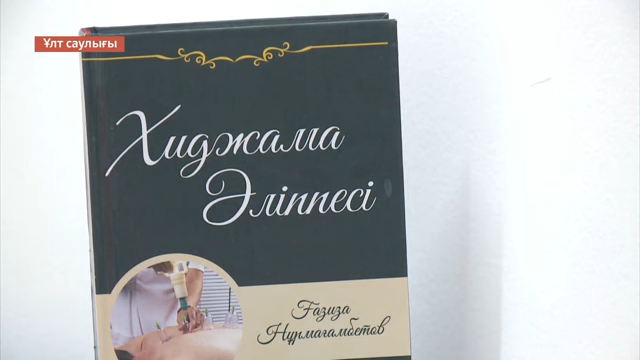 Ұлт саулығы
Хиджама
Әліппесі
Ғазиза
Нұрмағамбетов